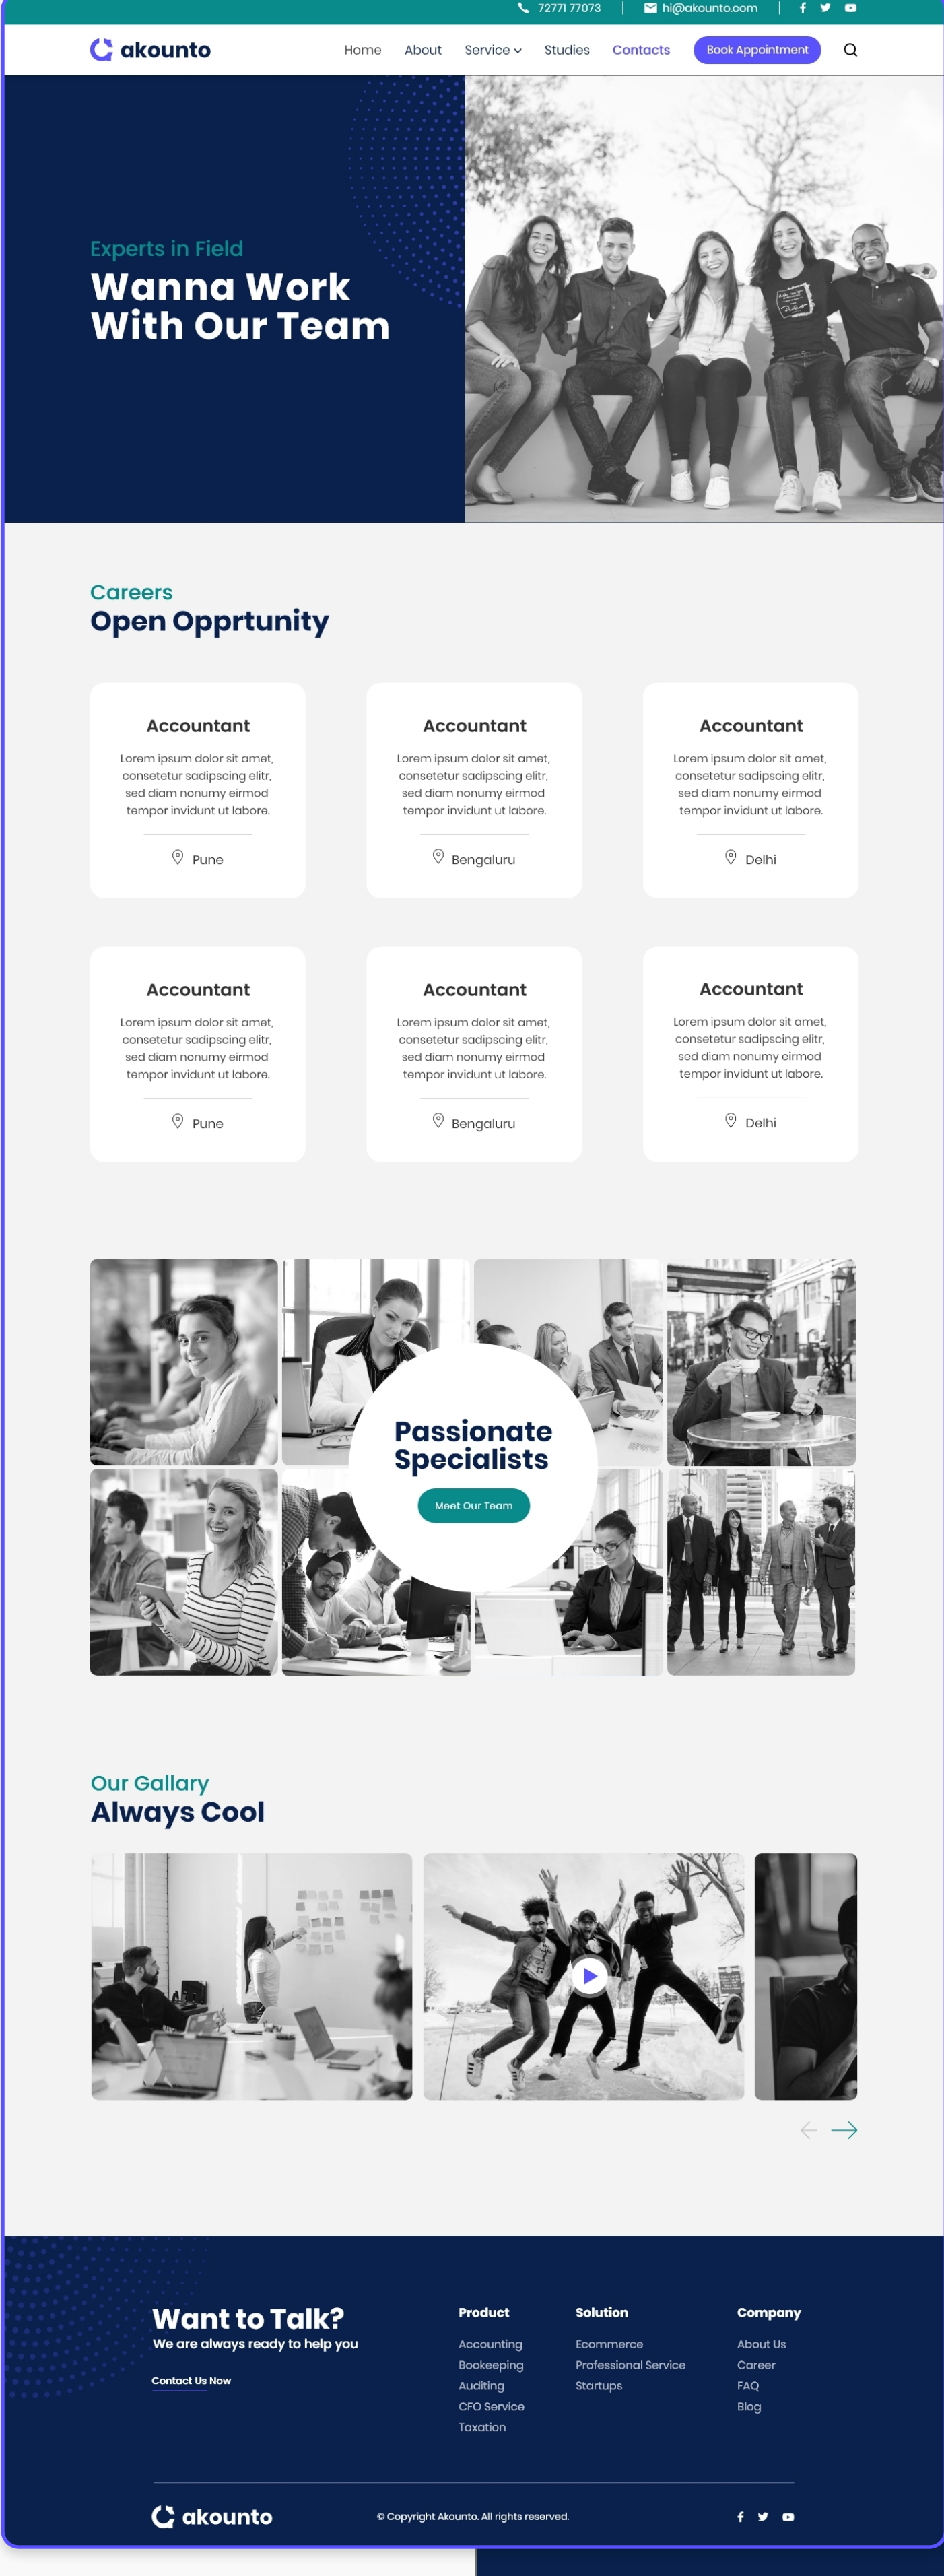 72771 77073
hi@akounto.com
akounto
Home
About
Service
Studies
Contacts
Book Appointment
Experts in Field
Wanna Work
With Our Team
Careers
Open Opprtunity
Accountant
Lorem ipsum dolor sit amet,
consetetur sadipscing elitr,
sed diam nonumy eirmod
tempor invidunt ut labore.
Pune
Accountant
Lorem ipsum dolor sit amet,
consetetur sadipscing elitr,
sed diam nonumy eirmod
tempor invidunt ut labore.
Bengaluru
Accountant
Lorem ipsum dolor sit amet,
consetetur sadipscing elitr,
sed diam nonumy eirmod
tempor invidunt ut labore.
Delhi
Accountant
Lorem ipsum dolor sit amet,
consetetur sadipscing elitr,
sed diam nonumy eirmod
tempor invidunt ut labore.
Pune
Accountant
Lorem ipsum dolor sit amet,
consetetur sadipscing elitr,
sed diam nonumy eirmod
tempor invidunt ut labore.
Bengaluru
Accountant
Lorem ipsum dolor sit amet,
consetetur sadipscing elitr,
sed diam nonumy eirmod
tempor invidunt ut labore.
Delhi
Passionate
Specialists
Meet Our Team
Our Gallary
Always Cool
Want to Talk?
We are always ready to help you
Contact Us Now
Product
Accounting
Bookeeping
Auditing
CFO Service
Taxation
Solution
Ecommerce
Professional Service
Startups
Company
About Us
Career
FAQ
Blog
akounto
© Copyright Akounto. All rights reserved.